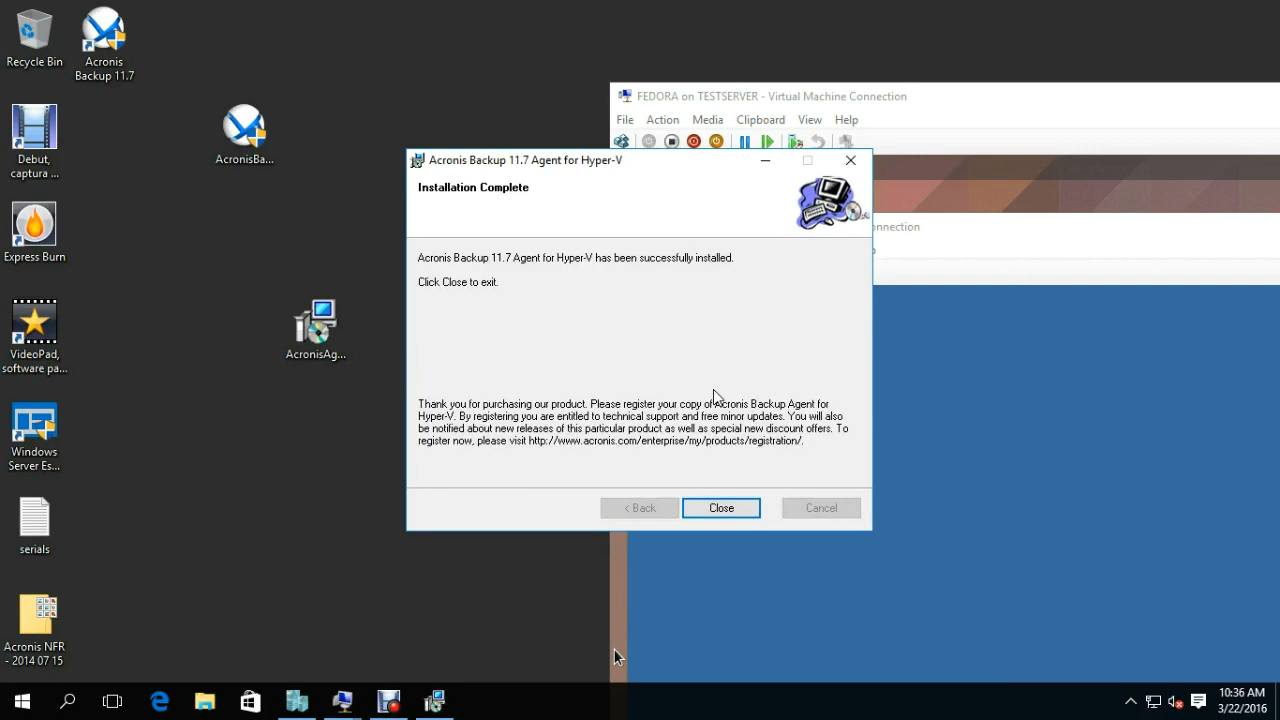 Recycle Bin
Acronis
Backup 11.7
Debut,
captura ...
AcronisBa...
Express Burn
VideoPad,
software pa...
AcronisAg...
Windows
Server Es...
serials
Acronis NFR
- 2014 07 15
FEDORA on TESTSERVER - Virtual Machine Connection
File Action Media Clipboard View Help
nnection
Acronis Backup 11.7 Agent for Hyper-V
Installation Complete
Acronis Backup 11.7 Agent for Hyper-V has been successfully installed.
Click Close to exit.
Thank you for purchasing our product. Please register your copy of Acronis Backup Agent for
Hyper-V. By registering you are entitled to technical support and free minor updates. You will also
be notified about new releases of this particular product as well as special new discount offers. To
register now, please visit http://www.acronis.com/enterprise/my/products/registration/.
< Back Close Cancel
10:36 AM
3/22/2016